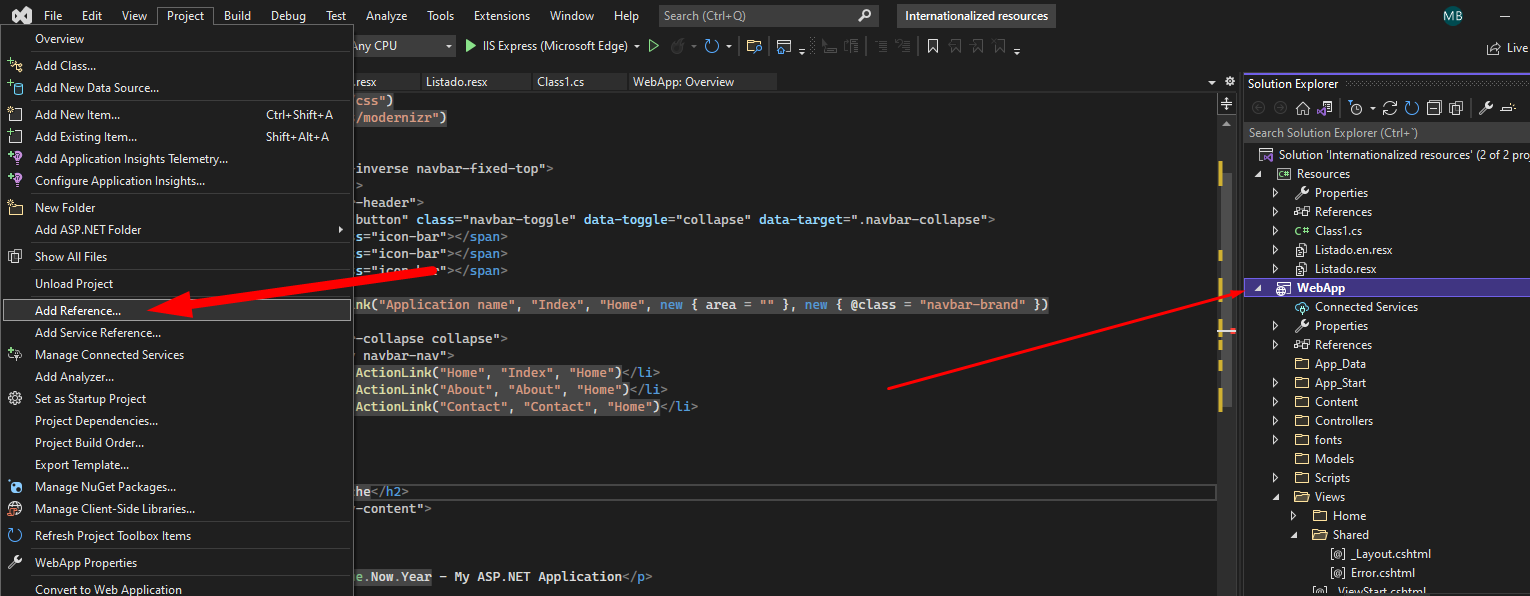 File Edit View Project Build Debug Test Analyze Tools Extensions Window Help Search (Ctrl+Q) Internationalized resources MB
Any CPU IIS Express (Microsoft Edge) Live
Overview
Add Class...
Add New Data Source...
Add New Item... Ctrl+Shift+A
Add Existing Item... Shift+Alt+A
Add Application Insights Telemetry...
Configure Application Insights...
New Folder
Add ASP.NET Folder
Show All Files
Unload Project
Add Reference...
Add Service Reference...
Manage Connected Services
Add Analyzer...
Set as Startup Project
Project Dependencies...
Project Build Order...
Export Template...
Manage NuGet Packages...
Manage Client-Side Libraries...
Refresh Project Toolbox Items
WebApp Properties
Convert to Web Application
.resx Listado.resx Class1.cs WebApp: Overview
css")
/modernizr")
inverse navbar-fixed-top">
>
-header">
button" class="navbar-toggle" data-toggle="collapse" data-target=".navbar-collapse">
s="icon-bar"></span>
s="icon-bar"></span>
s="icon-bar"></span>
nk("Application name", "Index", "Home", new { area = "" }, new { @class = "navbar-brand" })
-collapse collapse">
navbar-nav">
ActionLink("Home", "Index", "Home")</li>
ActionLink("About", "About", "Home")</li>
ActionLink("Contact", "Contact", "Home")</li>
he</h2>
-content">
e.Now.Year - My ASP.NET Application</p>
Solution Explorer
Search Solution Explorer (Ctrl+`)
Solution 'Internationalized resources' (2 of 2 proj
C# Resources
Properties
References
C# Class1.cs
Listado.en.resx
Listado.resx
WebApp
Connected Services
Properties
References
App_Data
App_Start
Content
Controllers
fonts
Models
Scripts
Views
Home
Shared
[@] _Layout.cshtml
[@] Error.cshtml
[@] _ViewStart.cshtml